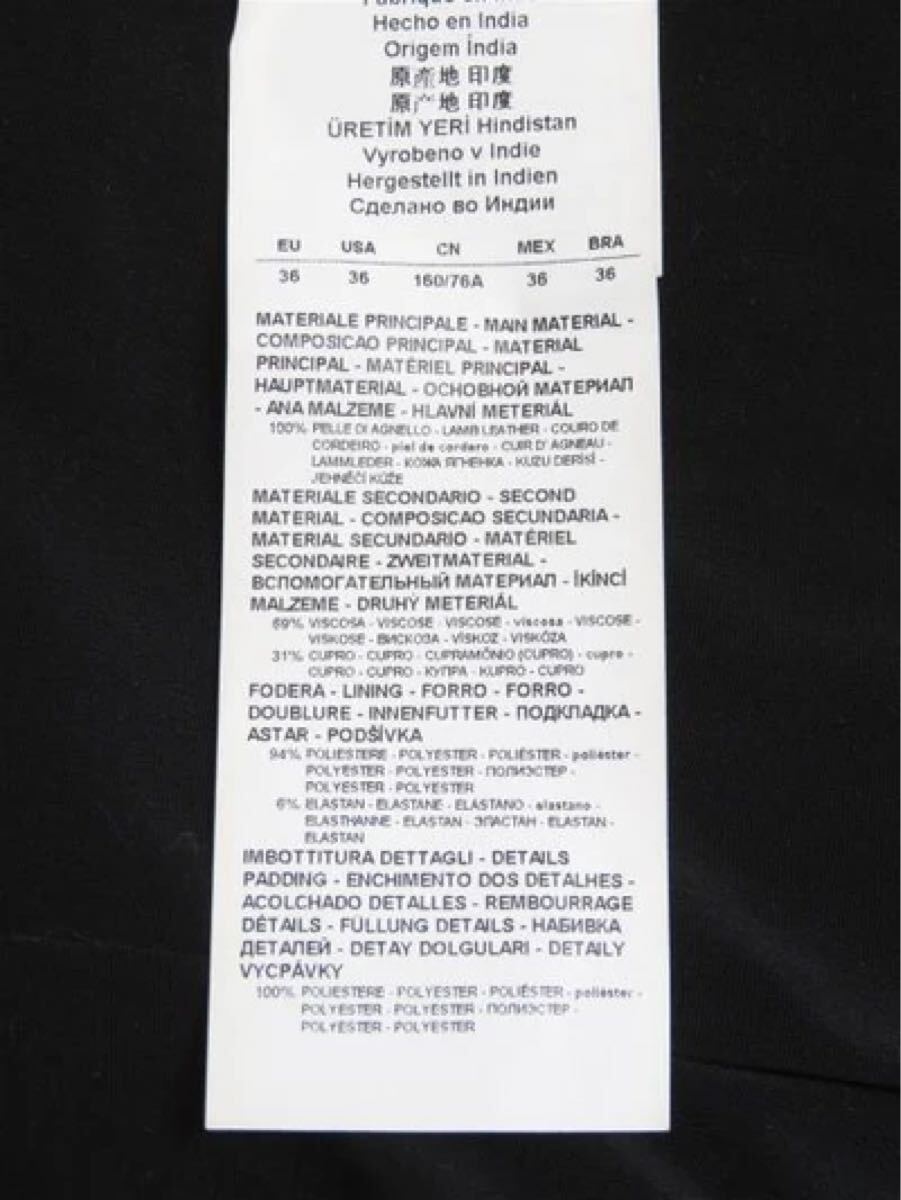 Hecho en India
Origem İndia
原產地 印度
原产地 印度
ÜRETİM YERİ Hindistan
Vyrobeno v Indie
Hergestellt in Indien
Сделано во Индии
EU USA CN MEX BRA
36 36 160/76A 36 36
MATERIALE PRINCIPALE - MAIN MATERIAL -
COMPOSICAO PRINCIPAL - MATERIAL
PRINCIPAL - MATÉRIEL PRINCIPAL -
HAUPTMATERIAL - ОСНОВНОЙ МАТЕРИАЛ
- ANA MALZEME - HLAVNÍ METERIÁL
100% PELLE DI AGNELLO - LAMB LEATHER - COURO DE
CORDEIRO - piel de cordero - CUIR D' AGNEAU -
LAMMLEDER - КОЖА ЯГНЕНКА - KUZU DERİSİ -
JEHNĚČÍ KŮŽE
MATERIALE SECONDARIO - SECOND
MATERIAL - COMPOSICAO SECUNDARIA -
MATERIAL SECUNDARIO - MATÉRIEL
SECONDAIRE - ZWEITMATERIAL -
ВСПОМОГАТЕЛЬНЫЙ МАТЕРИАЛ - İKİNCİ
MALZEME - DRUHÝ METERIÁL
69% VISCOSA - VISCOSE - VISCOSE - viscosa - VISCOSE -
VISKOSE - ВИСКОЗА - VİSKOZ - VISKÓZA
31% CUPRO - CUPRO - CUPRAMÔNIO (CUPRO) - cupro -
CUPRO - CUPRO - КУПРА - KUPRO - CUPRO
FODERA - LINING - FORRO - FORRO -
DOUBLURE - INNENFUTTER - ПОДКЛАДКА -
ASTAR - PODŠÍVKA
94% POLIESTERE - POLYESTER - POLIÉSTER - poliéster -
POLYESTER - POLYESTER - ПОЛИЭСТЕР -
POLYESTER - POLYESTER
6% ELASTAN - ELASTANE - ELASTANO - elastano -
ELASTHANNE - ELASTAN - ЭЛАСТАН - ELASTAN -
ELASTAN
IMBOTTITURA DETTAGLI - DETAILS
PADDING - ENCHIMENTO DOS DETALHES -
ACOLCHADO DETALLES - REMBOURRAGE
DÉTAILS - FÜLLUNG DETAILS - НАБИВКА
ДЕТАЛЕЙ - DETAY DOLGULARI - DETAILY
VYCPÁVKY
100% POLIESTERE - POLYESTER - POLIÉSTER - poliéster -
POLYESTER - POLYESTER - ПОЛИЭСТЕР -
POLYESTER - POLYESTER